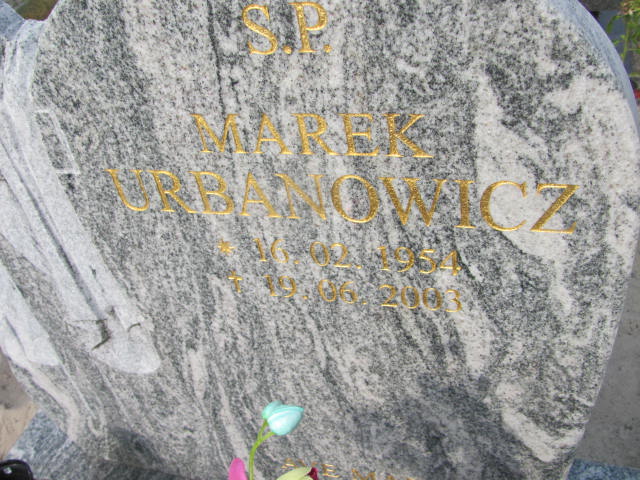 S.P.
MAREK
URBANOWICZ
* 16.02.1954
† 19.06.2003